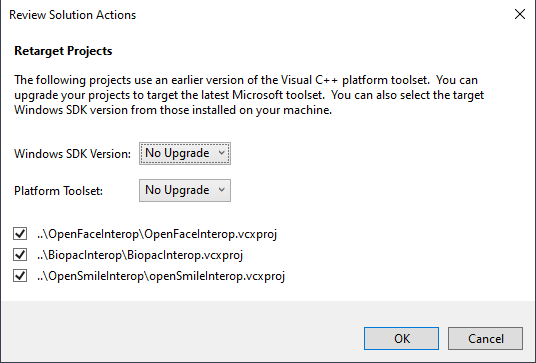 Review Solution Actions
Retarget Projects
The following projects use an earlier version of the Visual C++ platform toolset.  You can
upgrade your projects to target the latest Microsoft toolset.  You can also select the target
Windows SDK version from those installed on your machine.
Windows SDK Version: No Upgrade
Platform Toolset: No Upgrade
..\OpenFaceInterop\OpenFaceInterop.vcxproj
..\BiopacInterop\BiopacInterop.vcxproj
..\OpenSmileInterop\openSmileInterop.vcxproj
OK Cancel